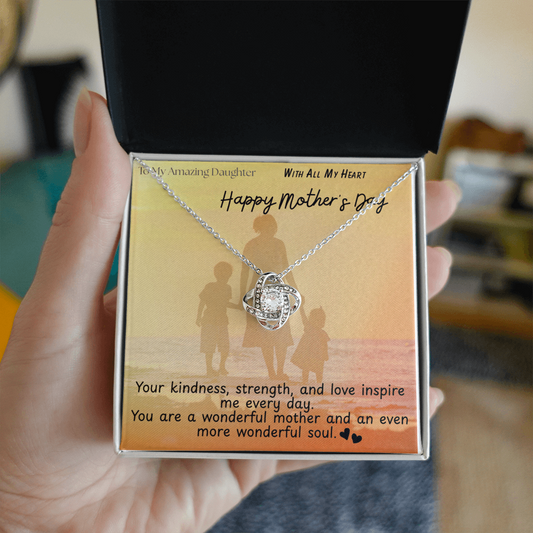 To My Amazing Daughter
With All My Heart
Happy Mother's Day
Your kindness, strength, and love inspire
me every day.
You are a wonderful mother and an even
more wonderful soul.